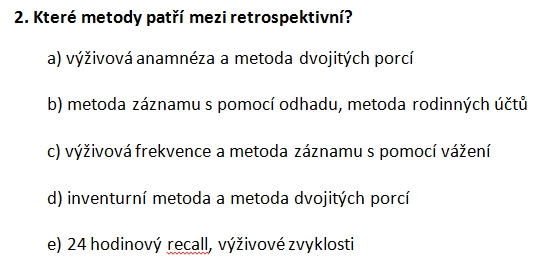 2. Které metody patří mezi retrospektivní?
a) výživová anamnéza a metoda dvojitých porcí
b) metoda záznamu s pomocí odhadu, metoda rodinných účtů
c) výživová frekvence a metoda záznamu s pomocí vážení
d) inventurní metoda a metoda dvojitých porcí
e) 24 hodinový recall, výživové zvyklosti